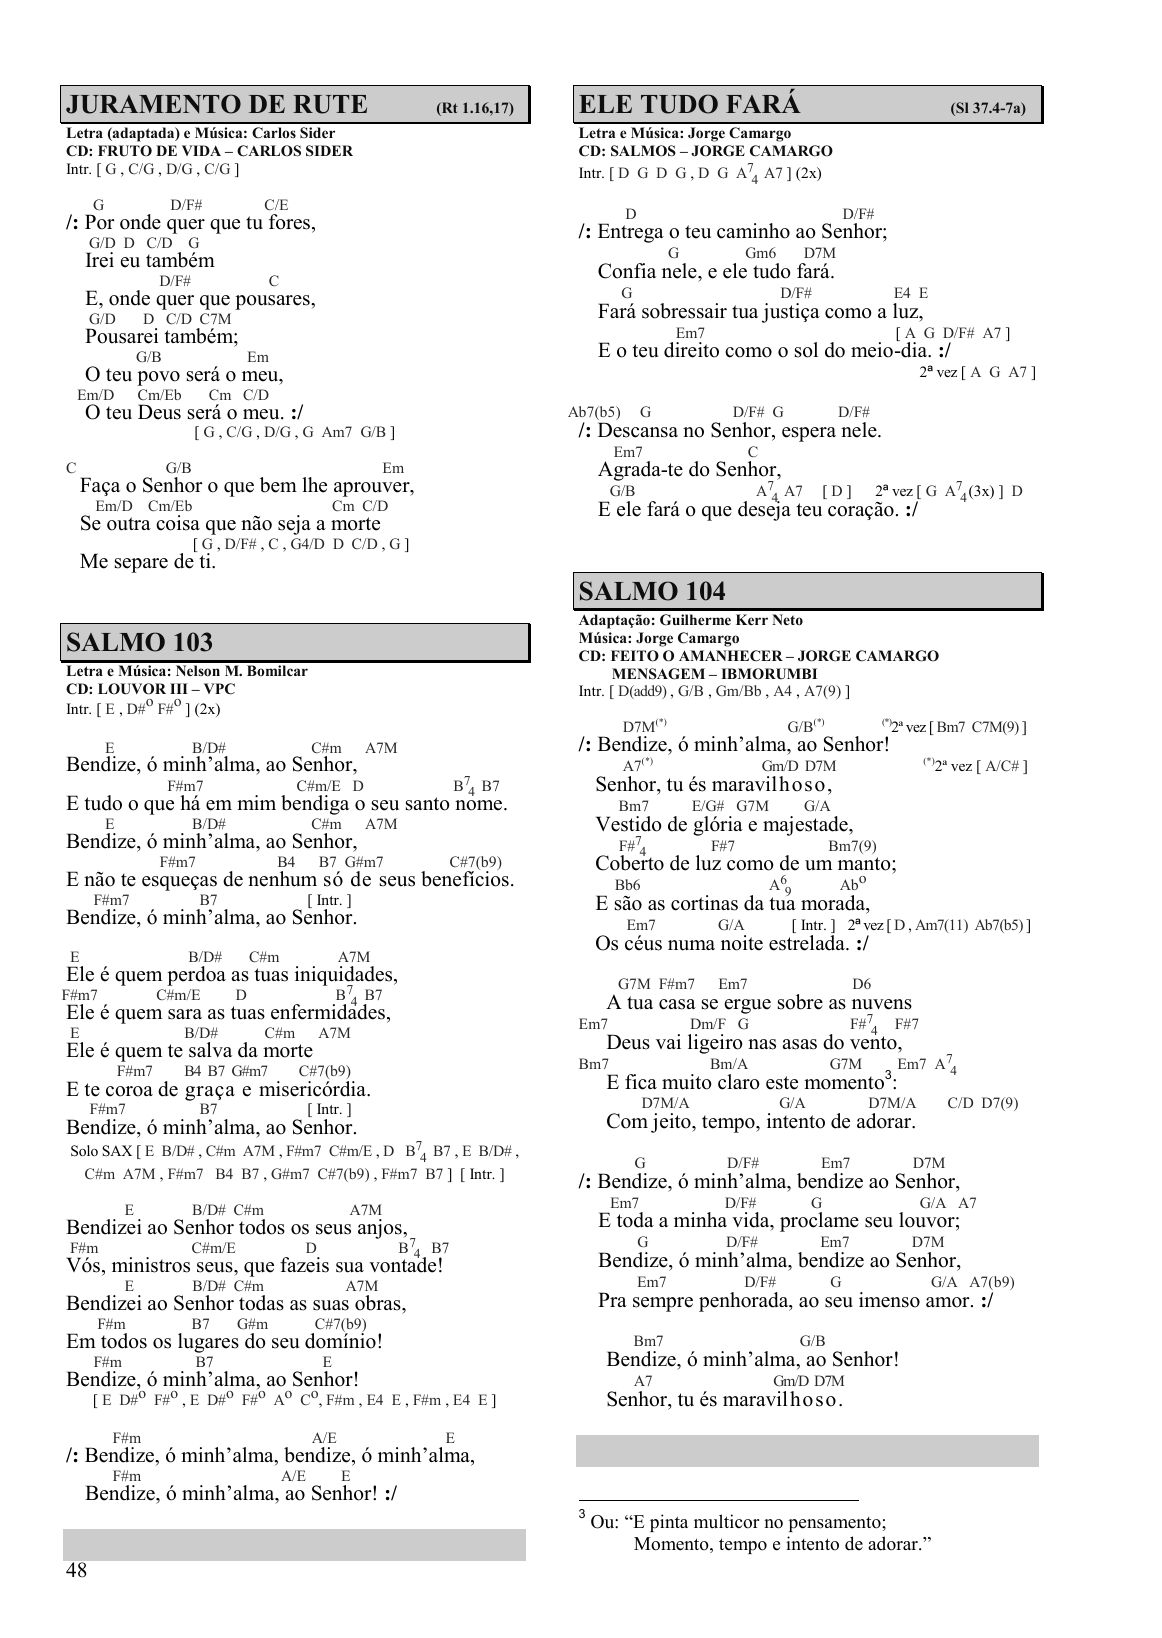 JURAMENTO DE RUTE (Rt 1.16,17)
Letra (adaptada) e Música: Carlos Sider
CD: FRUTO DE VIDA – CARLOS SIDER
Intr. [ G , C/G , D/G , C/G ]
G D/F# C/E
/: Por onde quer que tu fores,
G/D D C/D G
Irei eu também
D/F# C
E, onde quer que pousares,
G/D D C/D C7M
Pousarei também;
G/B Em
O teu povo será o meu,
Em/D Cm/Eb Cm C/D
O teu Deus será o meu. :/
[ G , C/G , D/G , G Am7 G/B ]
C G/B Em
Faça o Senhor o que bem lhe aprouver,
Em/D Cm/Eb Cm C/D
Se outra coisa que não seja a morte
[ G , D/F# , C , G4/D D C/D , G ]
Me separe de ti.
SALMO 103
Letra e Música: Nelson M. Bomilcar
CD: LOUVOR III – VPC
Intr. [ E , D#º F#º ] (2x)
E B/D# C#m A7M
Bendize, ó minh’alma, ao Senhor,
F#m7 C#m/E D B74 B7
E tudo o que há em mim bendiga o seu santo nome.
E B/D# C#m A7M
Bendize, ó minh’alma, ao Senhor,
F#m7 B4 B7 G#m7 C#7(b9)
E não te esqueças de nenhum só de seus benefícios.
F#m7 B7 [ Intr. ]
Bendize, ó minh’alma, ao Senhor.
E B/D# C#m A7M
Ele é quem perdoa as tuas iniquidades,
F#m7 C#m/E D B74 B7
Ele é quem sara as tuas enfermidades,
E B/D# C#m A7M
Ele é quem te salva da morte
F#m7 B4 B7 G#m7 C#7(b9)
E te coroa de graça e misericórdia.
F#m7 B7 [ Intr. ]
Bendize, ó minh’alma, ao Senhor.
Solo SAX [ E B/D# , C#m A7M , F#m7 C#m/E , D B74 B7 , E B/D# ,
C#m A7M , F#m7 B4 B7 , G#m7 C#7(b9) , F#m7 B7 ] [ Intr. ]
E B/D# C#m A7M
Bendizei ao Senhor todos os seus anjos,
F#m C#m/E D B74 B7
Vós, ministros seus, que fazeis sua vontade!
E B/D# C#m A7M
Bendizei ao Senhor todas as suas obras,
F#m B7 G#m C#7(b9)
Em todos os lugares do seu domínio!
F#m B7 E
Bendize, ó minh’alma, ao Senhor!
[ E D#º F#º , E D#º F#º Aº Cº, F#m , E4 E , F#m , E4 E ]
F#m A/E E
/: Bendize, ó minh’alma, bendize, ó minh’alma,
F#m A/E E
Bendize, ó minh’alma, ao Senhor! :/
48
ELE TUDO FARÁ (Sl 37.4-7a)
Letra e Música: Jorge Camargo
CD: SALMOS – JORGE CAMARGO
Intr. [ D G D G , D G A74 A7 ] (2x)
D D/F#
/: Entrega o teu caminho ao Senhor;
G Gm6 D7M
Confia nele, e ele tudo fará.
G D/F# E4 E
Fará sobressair tua justiça como a luz,
Em7 [ A G D/F# A7 ]
E o teu direito como o sol do meio-dia. :/
2ª vez [ A G A7 ]
Ab7(b5) G D/F# G D/F#
/: Descansa no Senhor, espera nele.
Em7 C
Agrada-te do Senhor,
G/B A74 A7 [ D ] 2ª vez [ G A74 (3x) ] D
E ele fará o que deseja teu coração. :/
SALMO 104
Adaptação: Guilherme Kerr Neto
Música: Jorge Camargo
CD: FEITO O AMANHECER – JORGE CAMARGO
MENSAGEM – IBMORUMBI
Intr. [ D(add9) , G/B , Gm/Bb , A4 , A7(9) ]
D7M(*) G/B(*) (*)2ª vez [ Bm7 C7M(9) ]
/: Bendize, ó minh’alma, ao Senhor!
A7(*) Gm/D D7M (*)2ª vez [ A/C# ]
Senhor, tu és maravilhoso,
Bm7 E/G# G7M G/A
Vestido de glória e majestade,
F#74 F#7 Bm7(9)
Coberto de luz como de um manto;
Bb6 A69 Abº
E são as cortinas da tua morada,
Em7 G/A [ Intr. ] 2ª vez [ D , Am7(11) Ab7(b5) ]
Os céus numa noite estrelada. :/
G7M F#m7 Em7 D6
A tua casa se ergue sobre as nuvens
Em7 Dm/F G F#74 F#7
Deus vai ligeiro nas asas do vento,
Bm7 Bm/A G7M Em7 A74
E fica muito claro este momento3:
D7M/A G/A D7M/A C/D D7(9)
Com jeito, tempo, intento de adorar.
G D/F# Em7 D7M
/: Bendize, ó minh’alma, bendize ao Senhor,
Em7 D/F# G G/A A7
E toda a minha vida, proclame seu louvor;
G D/F# Em7 D7M
Bendize, ó minh’alma, bendize ao Senhor,
Em7 D/F# G G/A A7(b9)
Pra sempre penhorada, ao seu imenso amor. :/
Bm7 G/B
Bendize, ó minh’alma, ao Senhor!
A7 Gm/D D7M
Senhor, tu és maravilhoso.
3 Ou: “E pinta multicor no pensamento;
Momento, tempo e intento de adorar.”